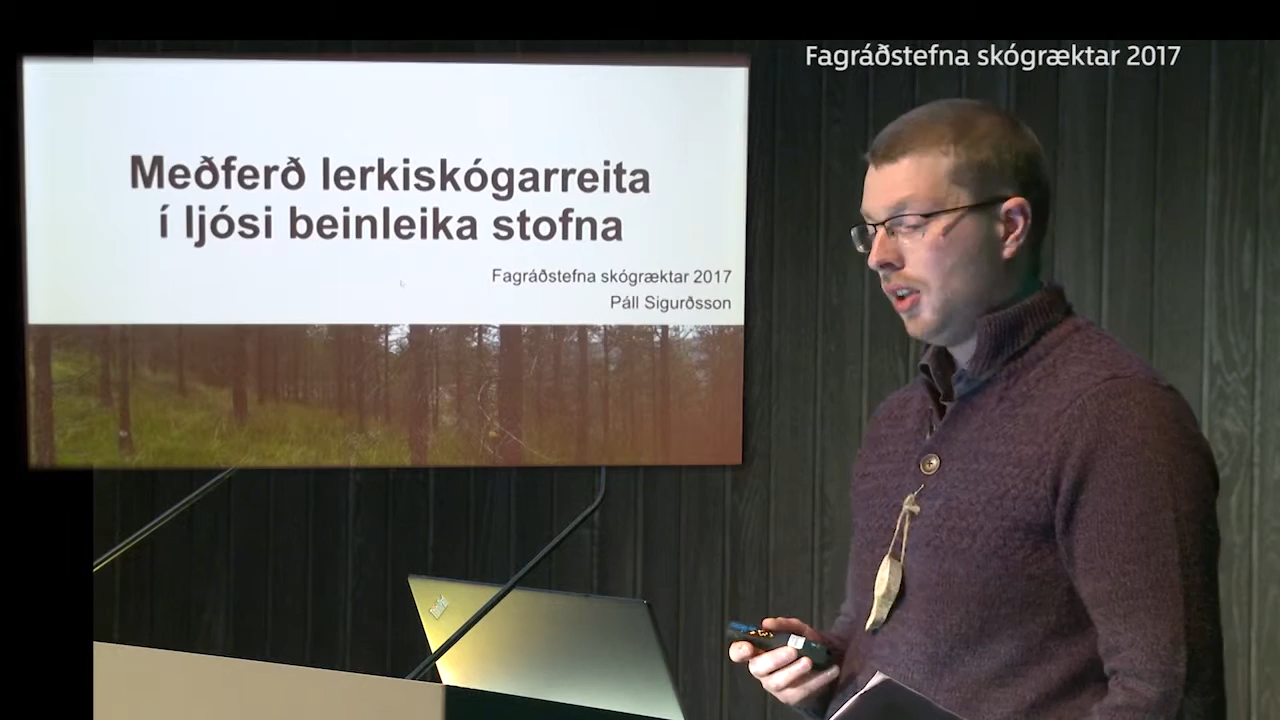 Fagráðstefna skógræktar 2017
Meðferð lerkiskógarreita
í ljósi beinleika stofna
Fagráðstefna skógræktar 2017
Páll Sigurðsson